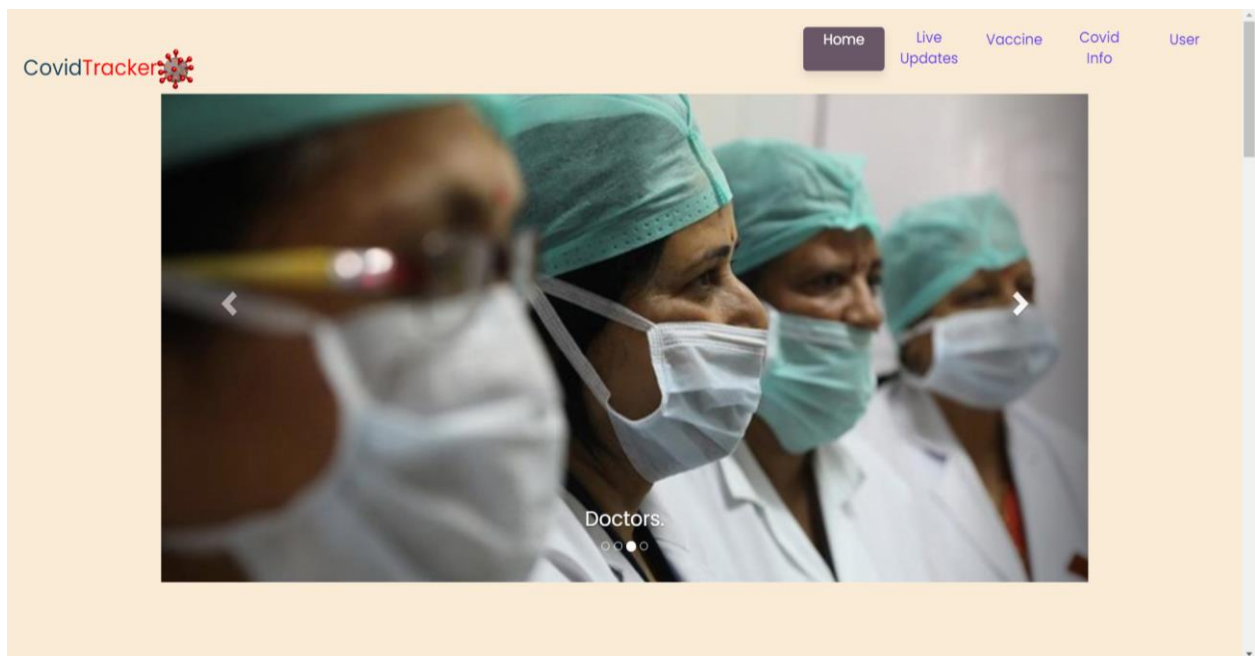 CovidTracker
Home
Live
Updates
Vaccine
Covid
Info
User
Doctors.